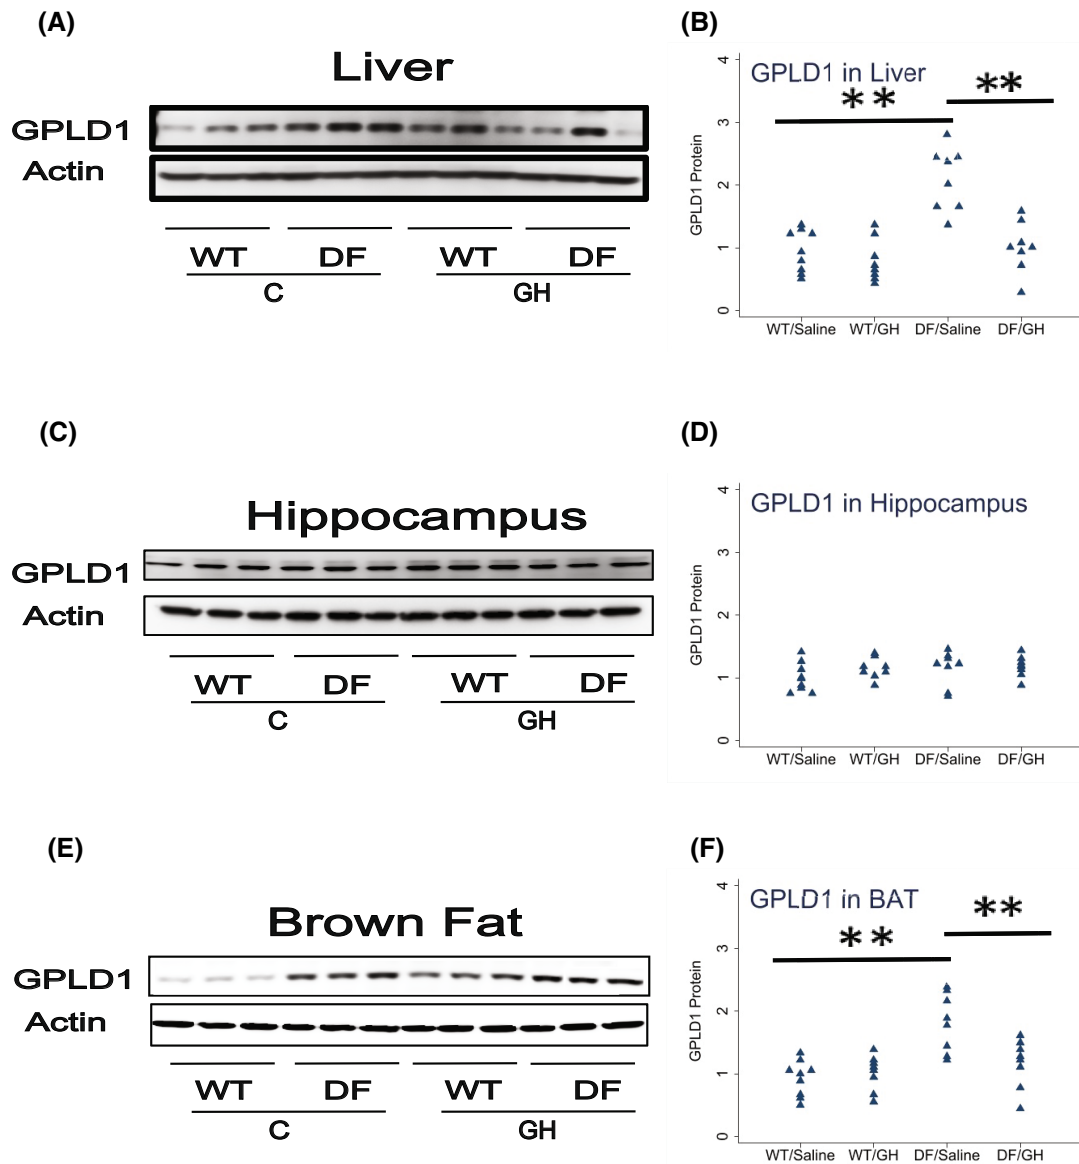 (A)
Liver
GPLD1
Actin
WT DF WT DF
C GH
(B)
GPLD1 in Liver
** **
GPLD1 Protein
4
3
2
1
0
WT/Saline WT/GH DF/Saline DF/GH
(C)
Hippocampus
GPLD1
Actin
WT DF WT DF
C GH
(D)
GPLD1 in Hippocampus
GPLD1 Protein
4
3
2
1
0
WT/Saline WT/GH DF/Saline DF/GH
(E)
Brown Fat
GPLD1
Actin
WT DF WT DF
C GH
(F)
GPLD1 in BAT
** **
GPLD1 Protein
4
3
2
1
0
WT/Saline WT/GH DF/Saline DF/GH